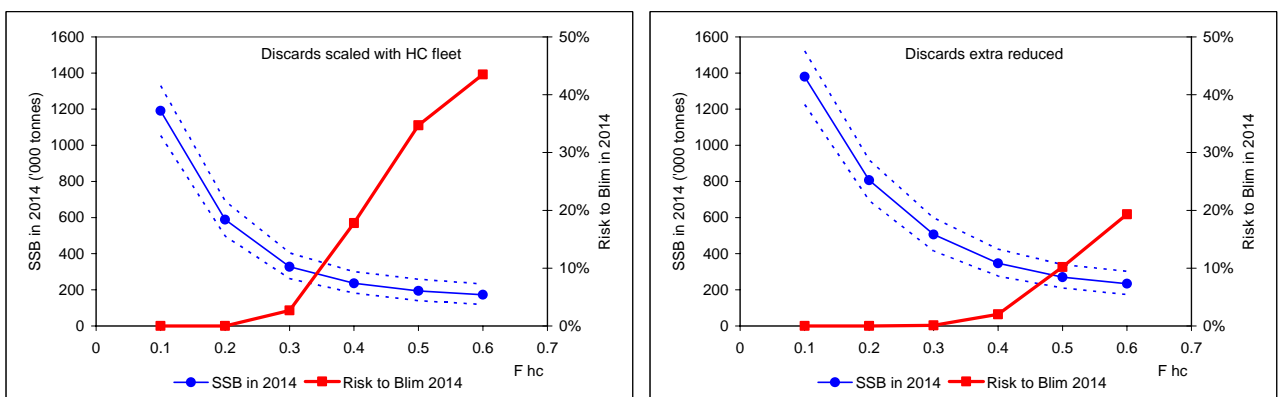 Discards scaled with HC fleet
SSB in 2014 ('000 tonnes)
1600
1400
1200
1000
800
600
400
200
0
50%
40%
30%
20%
10%
0%
Risk to Blim in 2014
0 0.1 0.2 0.3 0.4 0.5 0.6 0.7
F hc
SSB in 2014 Risk to Blim 2014
Discards extra reduced
SSB in 2014 ('000 tonnes)
1600
1400
1200
1000
800
600
400
200
0
50%
40%
30%
20%
10%
0%
Risk to Blim in 2014
0 0.1 0.2 0.3 0.4 0.5 0.6 0.7
F hc
SSB in 2014 Risk to Blim 2014